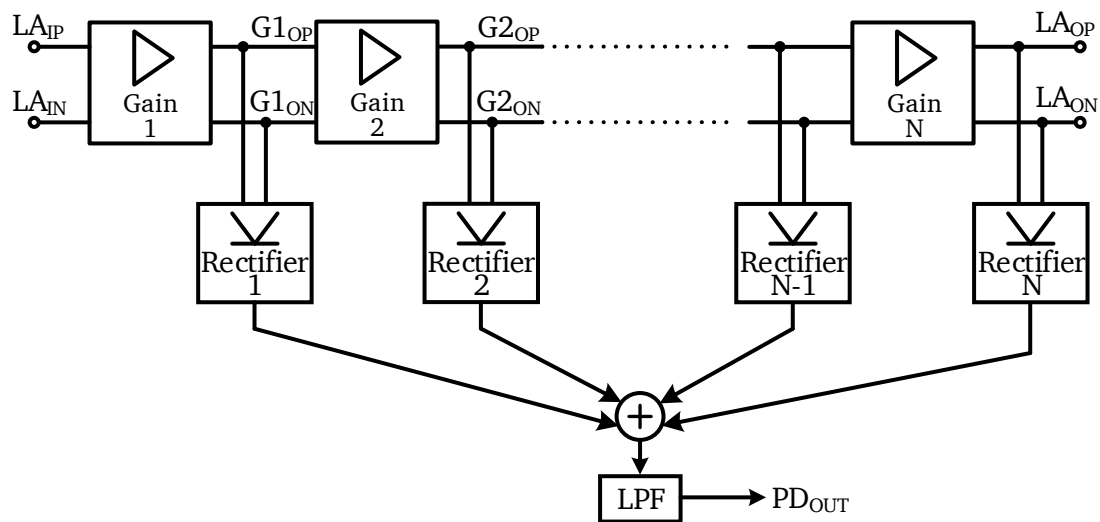 LA_IP
G1_OP
G2_OP
LA_OP
Gain
1
Gain
2
Gain
N
LA_IN
G1_ON
G2_ON
LA_ON
Rectifier
1
Rectifier
2
Rectifier
N-1
Rectifier
N
+
LPF
PD_OUT